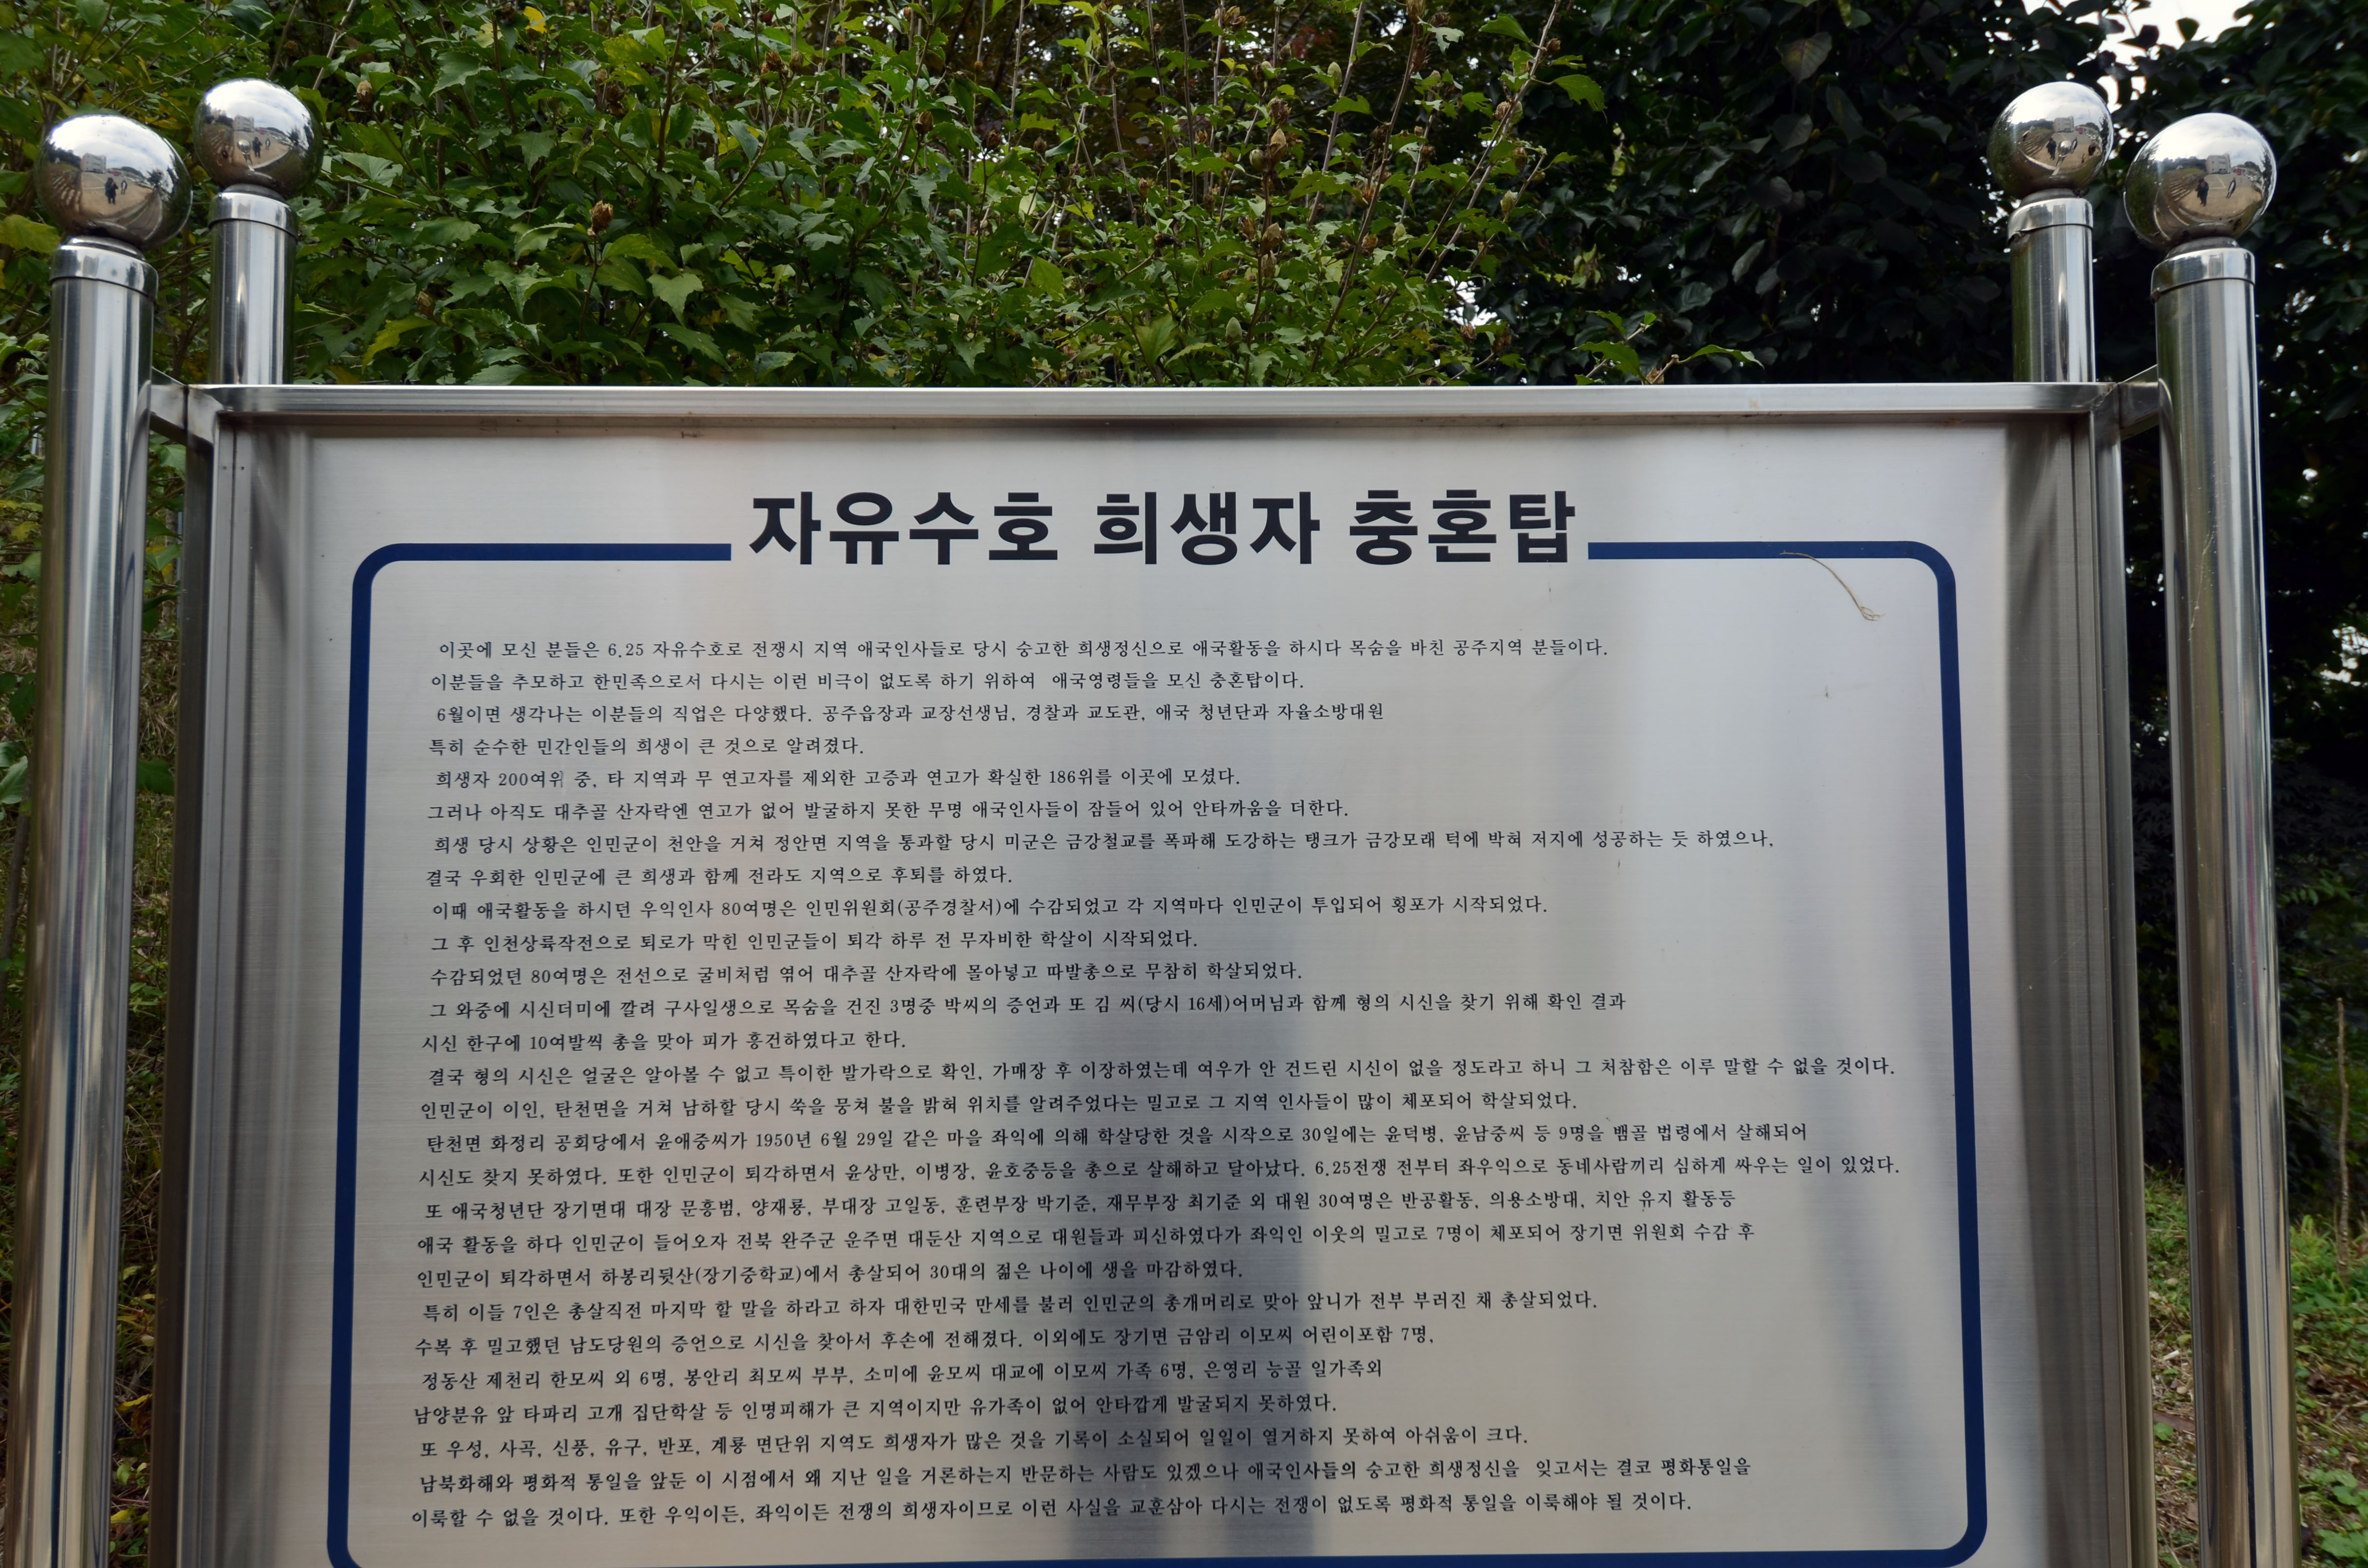 자유수호 희생자 충혼탑
이곳에 모신 분들은 6.25 자유수호로 전쟁시 지역 애국인사들로 당시 숭고한 희생정신으로 애국활동을 하시다 목숨을 바친 공주지역 분들이다.
이분들을 추모하고 한민족으로서 다시는 이런 비극이 없도록 하기 위하여 애국영령들을 모신 충혼탑이다.
6월이면 생각나는 이분들의 직업은 다양했다. 공주읍장과 교장선생님, 경찰과 교도관, 애국 청년단과 자율소방대원
특히 순수한 민간인들의 희생이 큰 것으로 알려졌다.
희생자 200여위 중, 타 지역과 무 연고자를 제외한 고증과 연고가 확실한 186위를 이곳에 모셨다.
그러나 아직도 대추골 산자락엔 연고가 없어 발굴하지 못한 무명 애국인사들이 잠들어 있어 안타까움을 더한다.
희생 당시 상황은 인민군이 천안을 거쳐 정안면 지역을 통과할 당시 미군은 금강철교를 폭파해 도강하는 탱크가 금강모래 턱에 박혀 저지에 성공하는 듯 하였으나,
결국 우회한 인민군에 큰 희생과 함께 전라도 지역으로 후퇴를 하였다.
이때 애국활동을 하시던 우익인사 80여명은 인민위원회(공주경찰서)에 수감되었고 각 지역마다 인민군이 투입되어 횡포가 시작되었다.
그 후 인천상륙작전으로 퇴로가 막힌 인민군들이 퇴각 하루 전 무자비한 학살이 시작되었다.
수감되었던 80여명은 전선으로 굴비처럼 엮어 대추골 산자락에 몰아넣고 따발총으로 무참히 학살되었다.
그 와중에 시신더미에 깔려 구사일생으로 목숨을 건진 3명중 박씨의 증언과 또 김 씨(당시 16세)어머님과 함께 형의 시신을 찾기 위해 확인 결과
시신 한구에 10여발씩 총을 맞아 피가 흥건하였다고 한다.
결국 형의 시신은 얼굴은 알아볼 수 없고 특이한 발가락으로 확인, 가매장 후 이장하였는데 여우가 안 건드린 시신이 없을 정도라고 하니 그 처참함은 이루 말할 수 없을 것이다.
인민군이 이인, 탄천면을 거쳐 남하할 당시 쑥을 뭉쳐 불을 밝혀 위치를 알려주었다는 밀고로 그 지역 인사들이 많이 체포되어 학살되었다.
탄천면 화정리 공회당에서 윤애중씨가 1950년 6월 29일 같은 마을 좌익에 의해 학살당한 것을 시작으로 30일에는 윤덕병, 윤남중씨 등 9명을 뱀골 법령에서 살해되어
시신도 찾지 못하였다. 또한 인민군이 퇴각하면서 윤상만, 이병장, 윤호중등을 총으로 살해하고 달아났다. 6.25전쟁 전부터 좌우익으로 동네사람끼리 심하게 싸우는 일이 있었다.
또 애국청년단 장기면대 대장 문흥범, 양재룡, 부대장 고일동, 훈련부장 박기준, 재무부장 최기준 외 대원 30여명은 반공활동, 의용소방대, 치안 유지 활동등
애국 활동을 하다 인민군이 들어오자 전북 완주군 운주면 대둔산 지역으로 대원들과 피신하였다가 좌익인 이웃의 밀고로 7명이 체포되어 장기면 위원회 수감 후
인민군이 퇴각하면서 하봉리뒷산(장기중학교)에서 총살되어 30대의 젊은 나이에 생을 마감하였다.
특히 이들 7인은 총살직전 마지막 할 말을 하라고 하자 대한민국 만세를 불러 인민군의 총개머리로 맞아 앞니가 전부 부러진 채 총살되었다.
수복 후 밀고했던 남도당원의 증언으로 시신을 찾아서 후손에 전해졌다. 이외에도 장기면 금암리 이모씨 어린이포함 7명,
정동산 제천리 한모씨 외 6명, 봉안리 최모씨 부부, 소미에 윤모씨 대교에 이모씨 가족 6명, 은영리 능골 일가족외
남양분유 앞 타파리 고개 집단학살 등 인명피해가 큰 지역이지만 유가족이 없어 안타깝게 발굴되지 못하였다.
또 우성, 사곡, 신풍, 유구, 반포, 계룡 면단위 지역도 희생자가 많은 것을 기록이 소실되어 일일이 열거하지 못하여 아쉬움이 크다.
남북화해와 평화적 통일을 앞둔 이 시점에서 왜 지난 일을 거론하는지 반문하는 사람도 있겠으나 애국인사들의 숭고한 희생정신을 잊고서는 결코 평화통일을
이룩할 수 없을 것이다. 또한 우익이든, 좌익이든 전쟁의 희생자이므로 이런 사실을 교훈삼아 다시는 전쟁이 없도록 평화적 통일을 이룩해야 될 것이다.